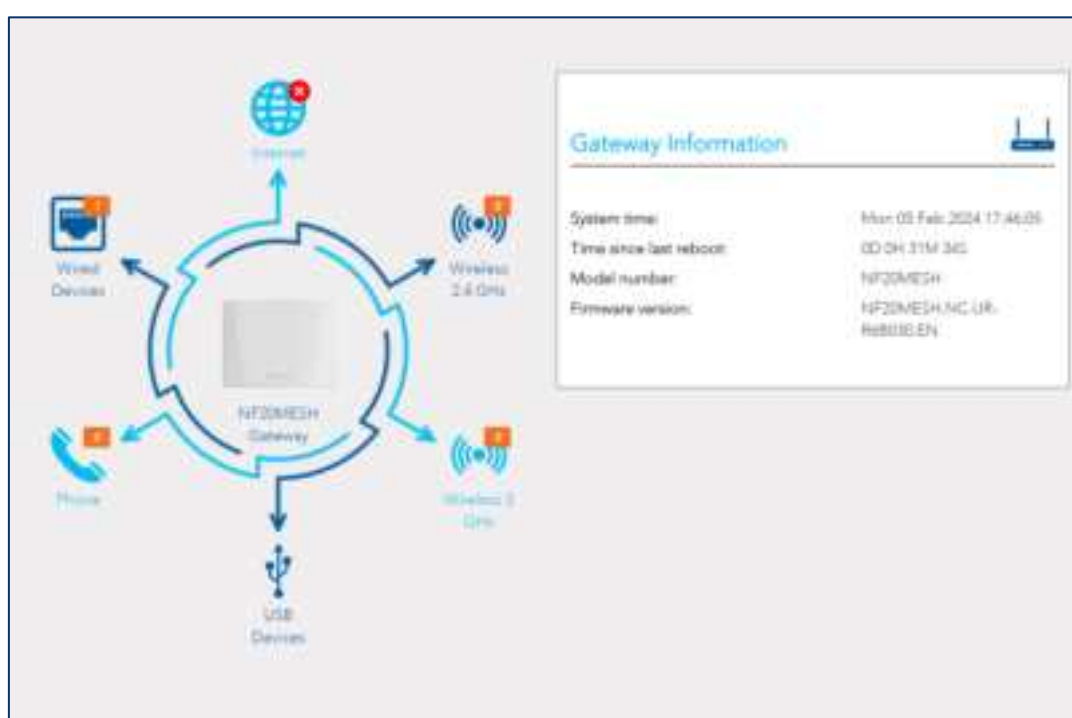 Internet
Gateway Information
System time: Mon 05 Feb 2024 17:46:05
Time since last reboot: 0D 0H 31M 36S
Model number: NF20MESH
Firmware version:
Wired
Devices
Wireless
2.4 GHz
NF20MESH
Gateway
Phone
Wireless 5
GHz
USB
Devices